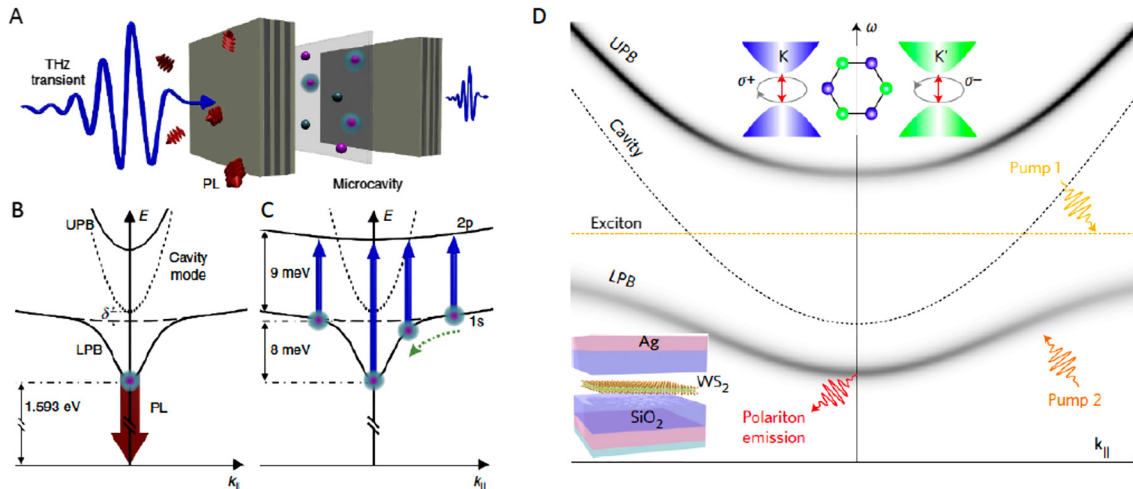 A
THz
transient
PL
Microcavity
B
E
UPB
Cavity
mode
δ
LPB
1.593 eV
PL
k||
C
E
2p
9 meV
1s
8 meV
k||
D
ω
UPB
K
K'
σ+
σ−
Cavity
Pump 1
Exciton
LPB
Ag
WS2
SiO2
Polariton
emission
Pump 2
k||